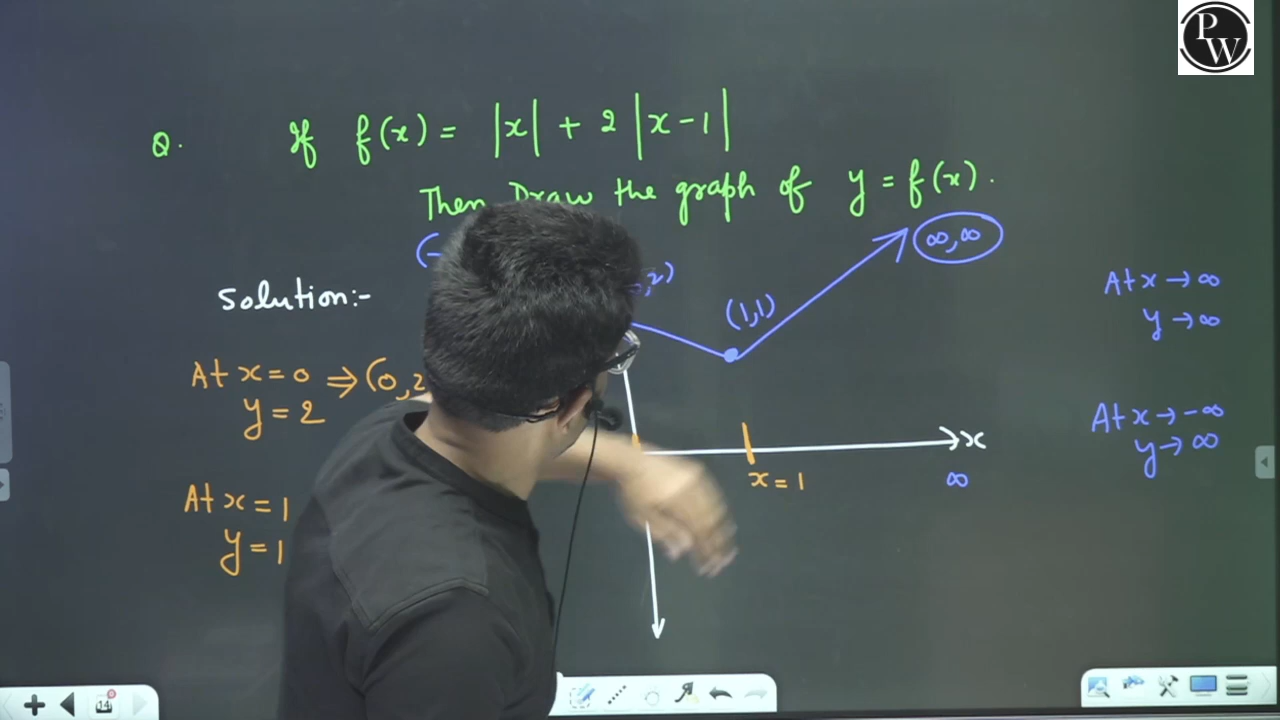 PW
Q. If f(x) = |x| + 2 |x-1|
Then Draw the graph of y = f(x).
∞,∞
Solution:-
(1,1)
At x → ∞
y → ∞
At x = 0 ⇒ (0,2
y = 2
At x → -∞
y → ∞
x
x = 1
∞
At x = 1
y = 1
14